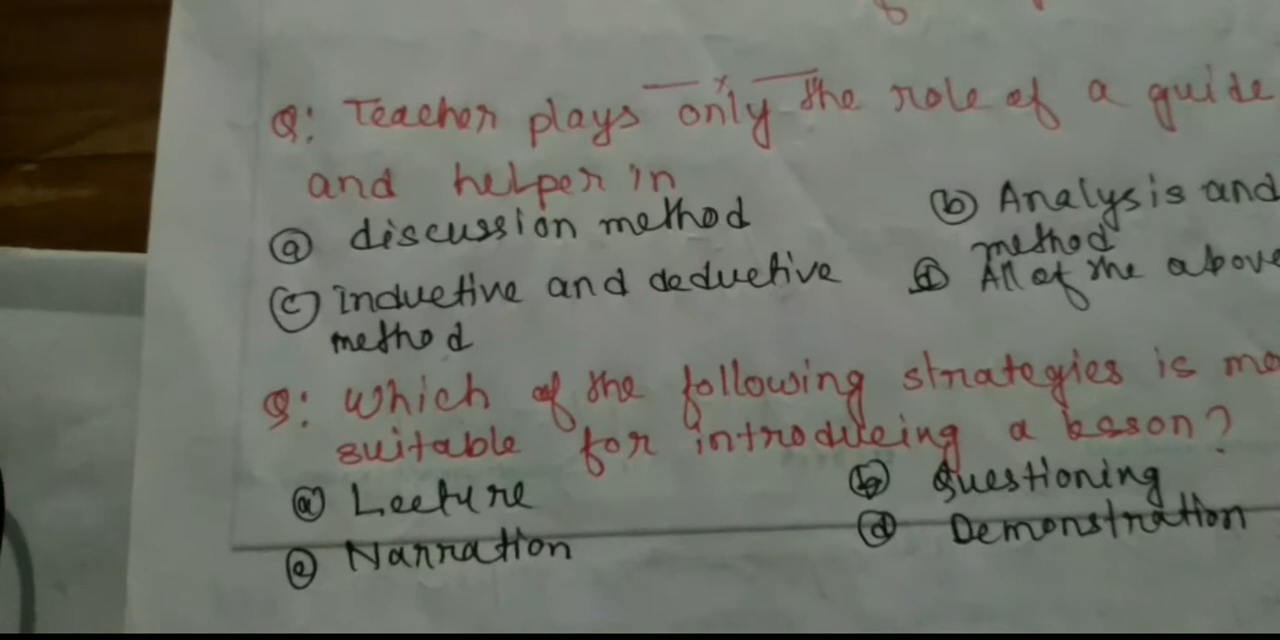 Q: Teacher plays only the role of a guide
and helper in
(a) discussion method (b) Analysis and
method
(c) inductive and deductive (d) All of the above
method
Q: Which of the following strategies is mo
suitable for introduceing a lesson?
(a) Lecture (b) Questioning
(c) Narration (d) Demonstration